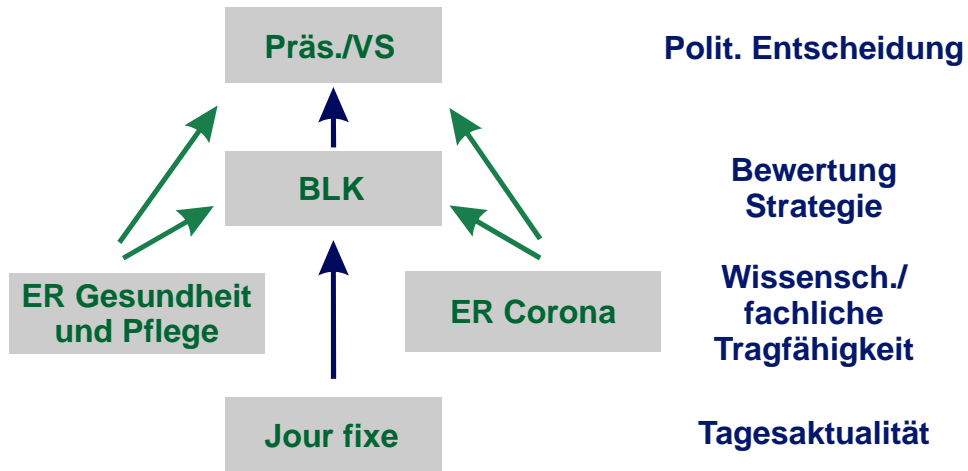 Präs./VS
Polit. Entscheidung
BLK
Bewertung
Strategie
ER Gesundheit
und Pflege
ER Corona
Wissensch./
fachliche
Tragfähigkeit
Jour fixe
Tagesaktualität